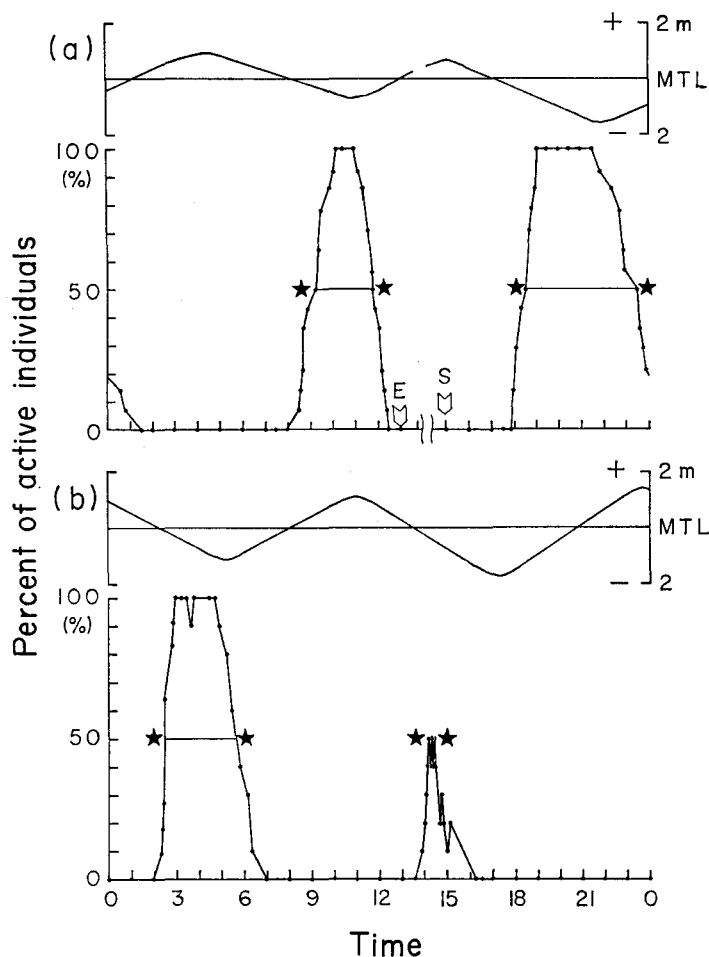 (a)
+ 2 m
MTL
− 2
100
(%)
50
0
E
S
Percent of active individuals
(b)
+ 2 m
MTL
− 2
100
(%)
50
0
0 3 6 9 12 15 18 21 0
Time